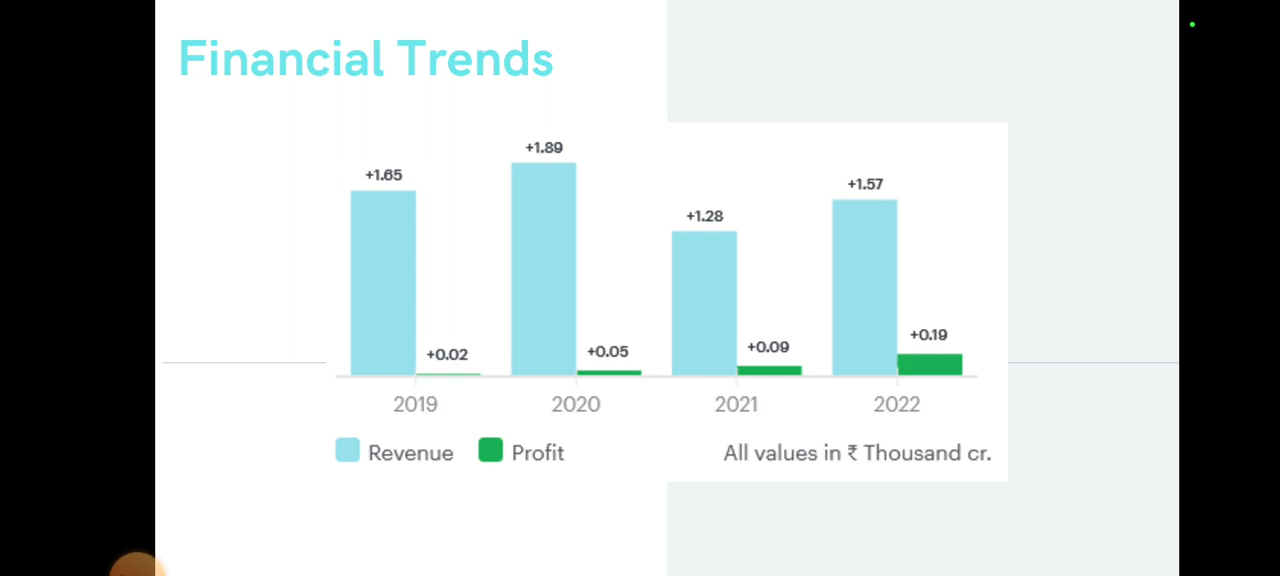 Financial Trends
+1.65
+0.02
+1.89
+0.05
+1.28
+0.09
+1.57
+0.19
2019 2020 2021 2022
Revenue Profit All values in ₹ Thousand cr.